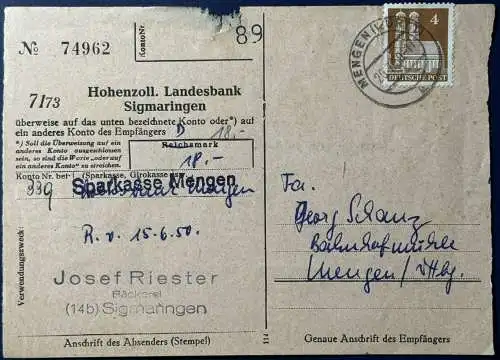 № 74962
KontoNr.
89
7173
Hohenzoll. Landesbank
Sigmaringen
überweise auf das unten bezeichnete Konto oder*) auf
ein anderes Konto des Empfängers D 18,-
*) Soll die Überweisung auf ein
anderes Konto ausgeschlossen
sein, so sind die Worte „oder auf
ein anderes Konto" zu streichen.
Reichsmark
18,-
Konto Nr. bei (Sparkasse, Girokasse
339 Sparkasse Mengen
Mengen
Verwendungszweck:
R. v. 15.6.50.
Josef Riester
Bäckerei
(14b) Sigmaringen
Anschrift des Absenders (Stempel)
114
MENGEN
4
DEUTSCHE POST
Fa.
Georg Schanz
Bahnhofmühle
Mengen/Wttbg.
Genaue Anschrift des Empfängers